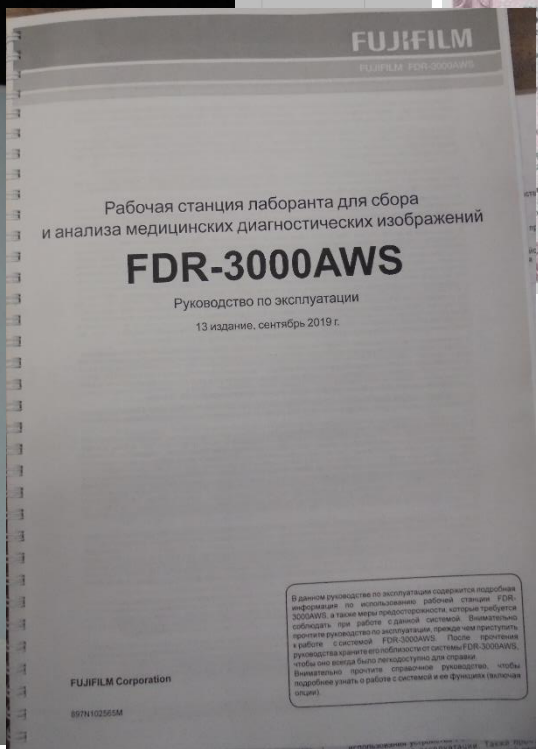 FUJIFILM
FUJIFILM FDR-3000AWS
Рабочая станция лаборанта для сбора
и анализа медицинских диагностических изображений
FDR-3000AWS
Руководство по эксплуатации
13 издание, сентябрь 2019 г.
В данном руководстве по эксплуатации содержится подробная
информация по использованию рабочей станции FDR-
3000AWS, а также меры предосторожности, которые требуется
соблюдать при работе с данной системой. Внимательно
прочтите руководство по эксплуатации, прежде чем приступить
к работе с системой FDR-3000AWS. После прочтения
руководства храните его поблизости от системы FDR-3000AWS,
чтобы оно всегда было легкодоступно для справки.
Внимательно прочтите справочное руководство, чтобы
подробнее узнать о работе с системой и ее функциях (включая
опции).
FUJIFILM Corporation
897N102565M